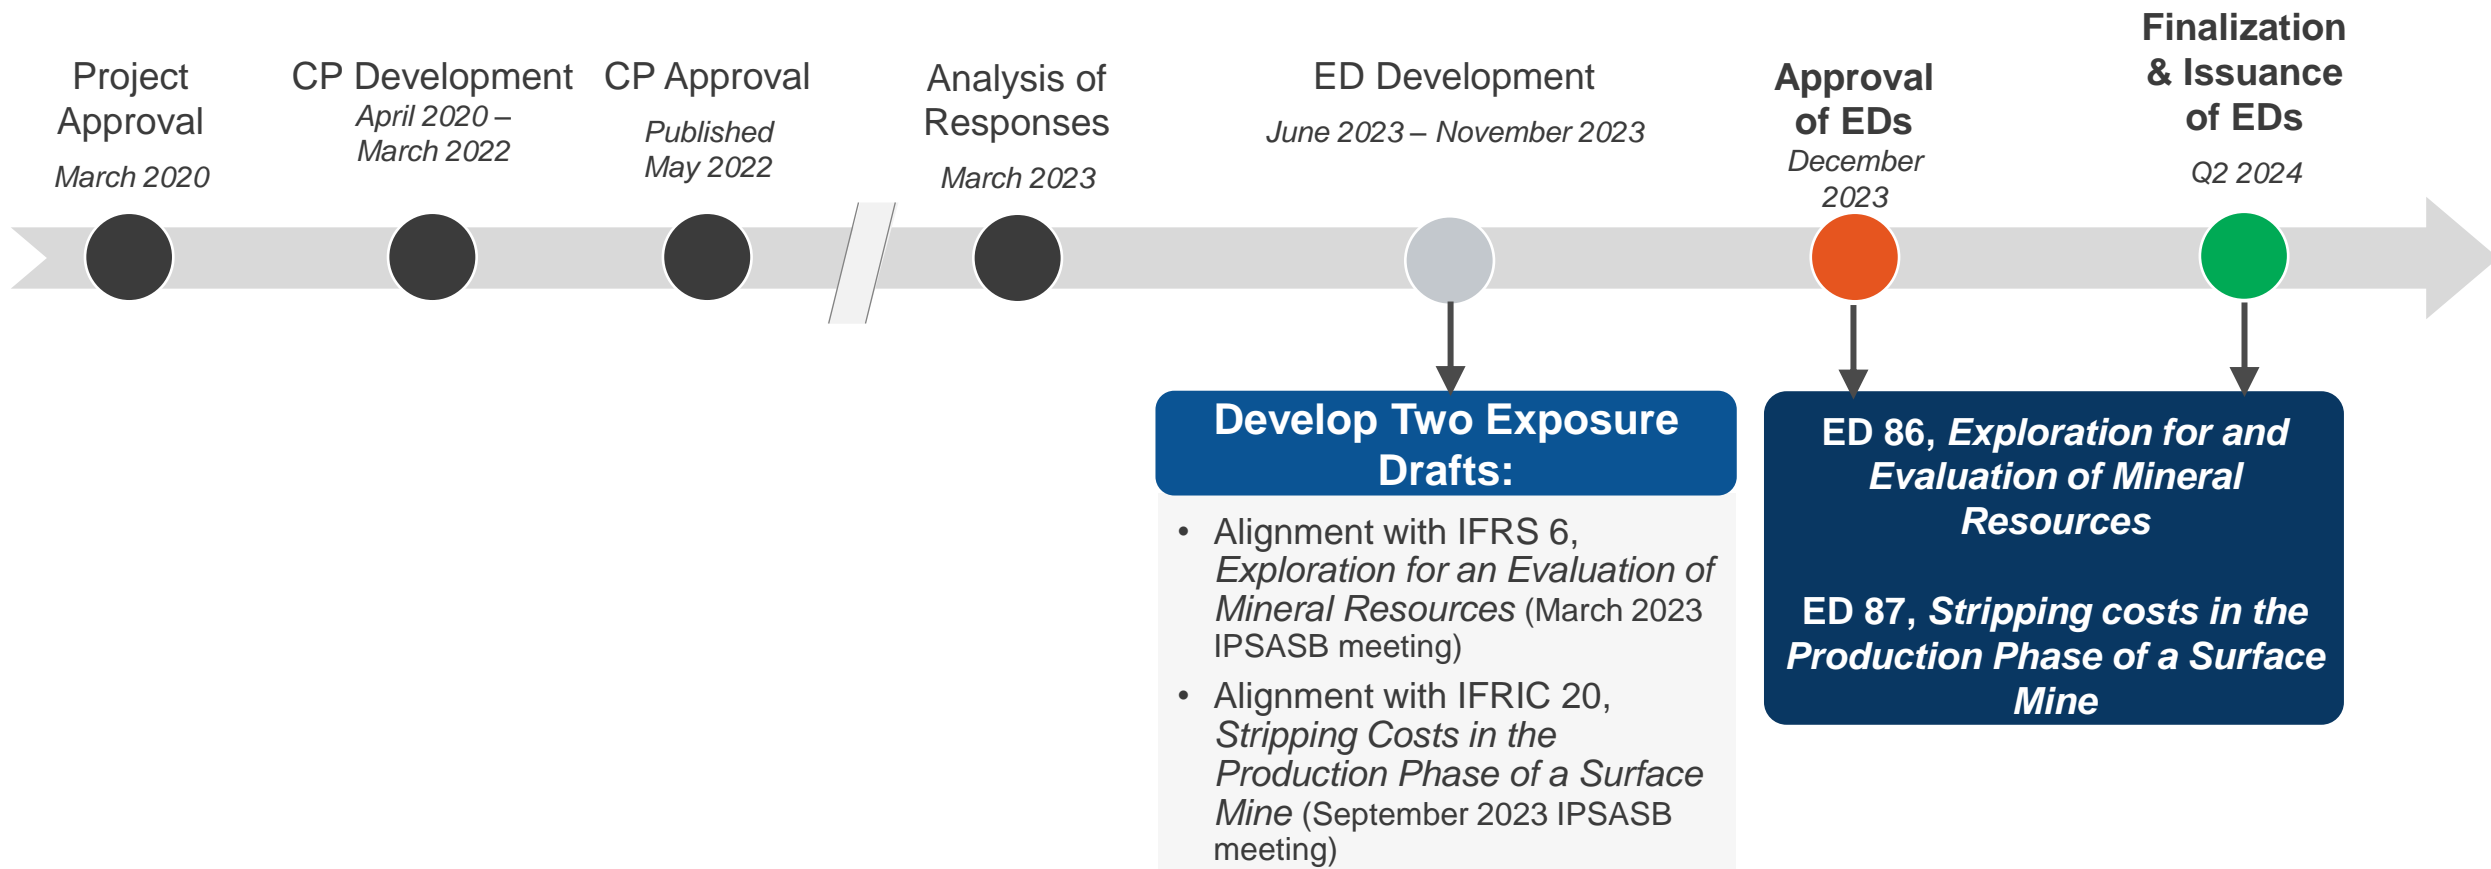 Project
Approval
March 2020
CP Development
April 2020 –
March 2022
CP Approval
Published
May 2022
Analysis of
Responses
March 2023
ED Development
June 2023 – November 2023
Approval
of EDs
December
2023
Finalization
& Issuance
of EDs
Q2 2024
Develop Two Exposure
Drafts:
• Alignment with IFRS 6,
Exploration for an Evaluation of
Mineral Resources (March 2023
IPSASB meeting)
• Alignment with IFRIC 20,
Stripping Costs in the
Production Phase of a Surface
Mine (September 2023 IPSASB
meeting)
ED 86, Exploration for and
Evaluation of Mineral
Resources
ED 87, Stripping costs in the
Production Phase of a Surface
Mine